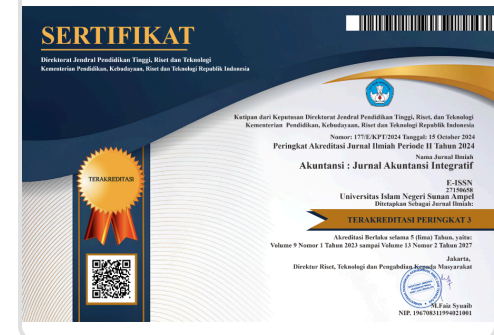 SERTIFIKAT
Direktorat Jendral Pendidikan Tinggi, Riset dan Teknologi
Kementerian Pendidikan, Kebudayaan, Riset dan Teknologi Republik Indonesia
Kutipan dari Keputusan Direktorat Jendral Pendidikan Tinggi, Riset, dan Teknologi
Kementerian Pendidikan, Kebudayaan, Riset dan Teknologi Republik Indonesia
Nomor: 177/E/KPT/2024 Tanggal: 15 October 2024
Peringkat Akreditasi Jurnal Ilmiah Periode II Tahun 2024
Nama Jurnal Ilmiah
Akuntansi : Jurnal Akuntansi Integratif
E-ISSN
27150658
Universitas Islam Negeri Sunan Ampel
Ditetapkan Sebagai Jurnal Ilmiah:
TERAKREDITASI
TERAKREDITASI PERINGKAT 3
Akreditasi Berlaku selama 5 (lima) Tahun, yaitu:
Volume 9 Nomor 1 Tahun 2023 sampai Volume 13 Nomor 2 Tahun 2027
Jakarta,
Direktur Riset, Teknologi dan Pengabdian Kepada Masyarakat
M.Faiz Syuaib
NIP. 196708311994021001